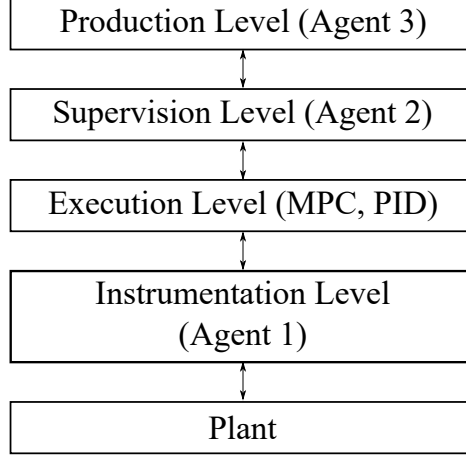 Production Level (Agent 3)
Supervision Level (Agent 2)
Execution Level (MPC, PID)
Instrumentation Level
(Agent 1)
Plant